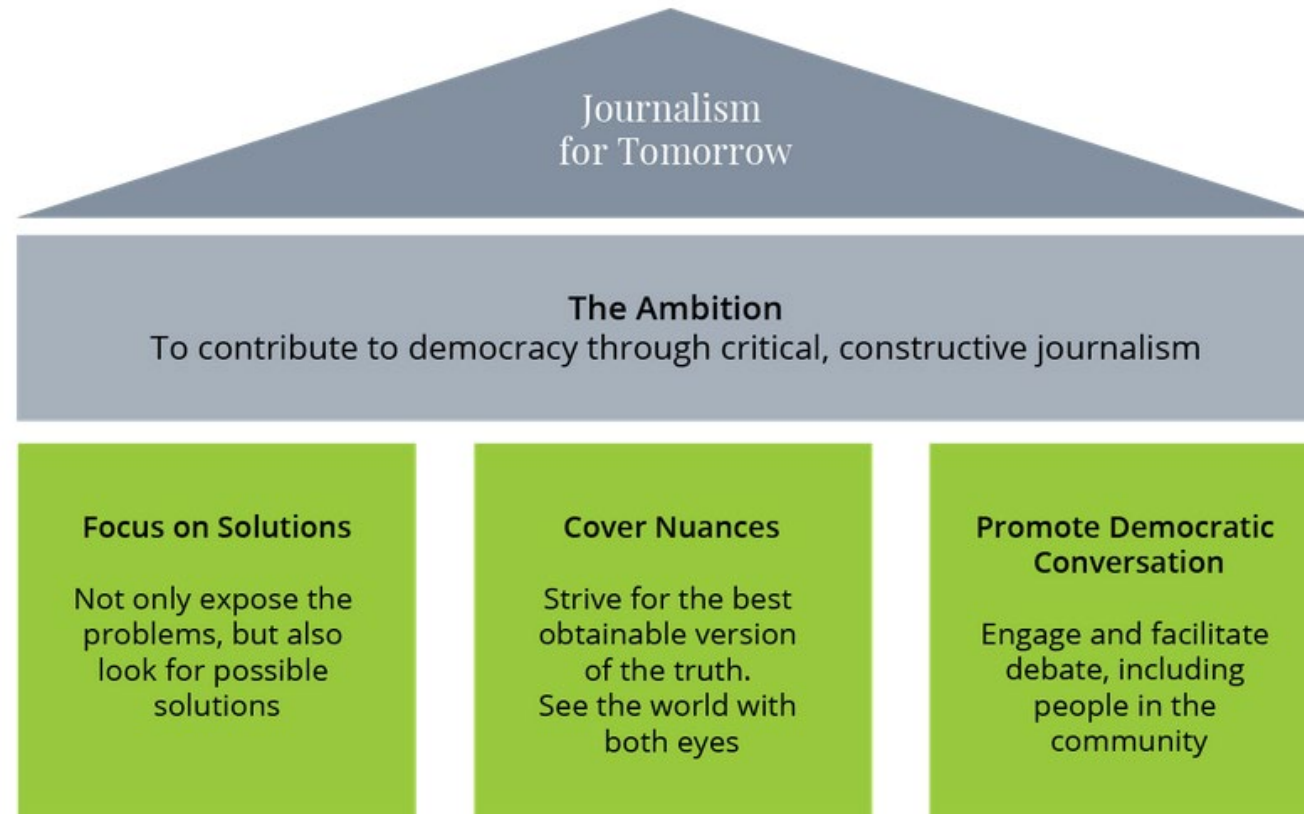 Journalism
for Tomorrow
The Ambition
To contribute to democracy through critical, constructive journalism
Focus on Solutions
Not only expose the
problems, but also
look for possible
solutions
Cover Nuances
Strive for the best
obtainable version
of the truth.
See the world with
both eyes
Promote Democratic
Conversation
Engage and facilitate
debate, including
people in the
community